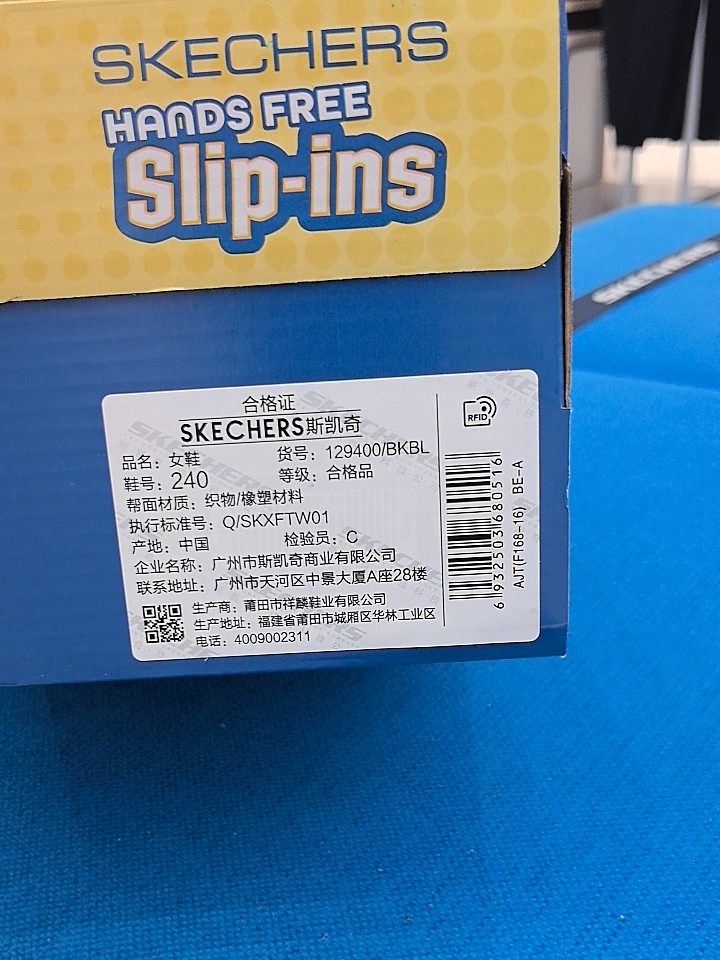 SKECHERS
HANDS FREE
Slip-ins
SKECHERS
合格证
SKECHERS斯凯奇
品名：女鞋 货号：129400/BKBL
鞋号：240 等级：合格品
帮面材质：织物/橡塑材料
执行标准号：Q/SKXFTW01
产地：中国 检验员：C
企业名称：广州市斯凯奇商业有限公司
联系地址：广州市天河区中景大厦A座28楼
生产商：莆田市祥麟鞋业有限公司
生产地址：福建省莆田市城厢区华林工业区
电话：4009002311
RFID
6932503680516
AJT(F168-16) BE-A